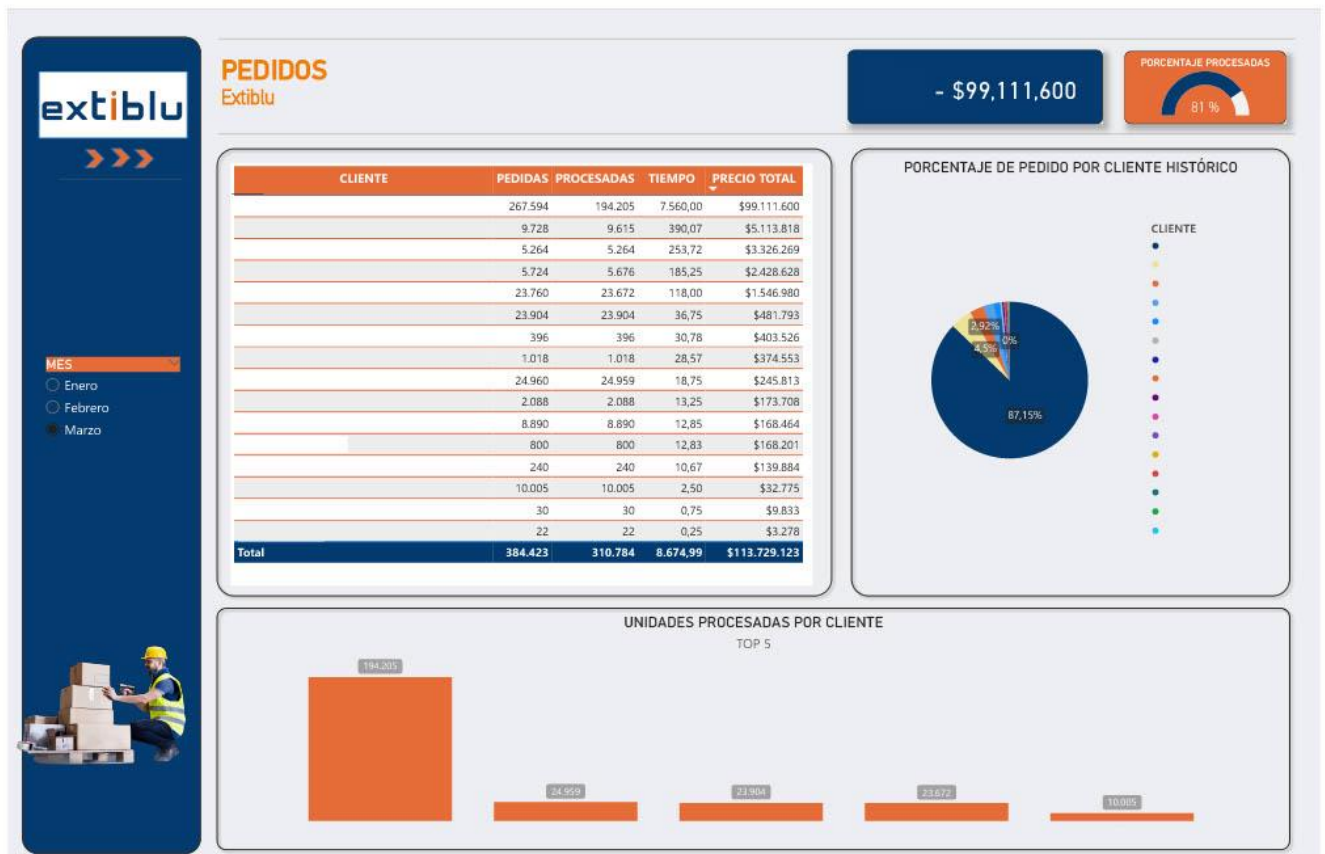 extiblu
PEDIDOS
Extiblu
- $99,111,600
PORCENTAJE PROCESADAS
81 %
MES
Enero
Febrero
Marzo
CLIENTE PEDIDAS PROCESADAS TIEMPO PRECIO TOTAL
267.594 194.205 7.560,00 $99.111.600
9.728 9.615 390,07 $5.113.818
5.264 5.264 253,72 $3.326.269
5.724 5.676 185,25 $2.428.628
23.760 23.672 118,00 $1.546.980
23.904 23.904 36,75 $481.793
396 396 30,78 $403.526
1.018 1.018 28,57 $374.553
24.960 24.959 18,75 $245.813
2.088 2.088 13,25 $173.708
8.890 8.890 12,85 $168.464
800 800 12,83 $168.201
240 240 10,67 $139.884
10.005 10.005 2,50 $32.775
30 30 0,75 $9.833
22 22 0,25 $3.278
Total 384.423 310.784 8.674,99 $113.729.123
PORCENTAJE DE PEDIDO POR CLIENTE HISTÓRICO
CLIENTE
2,92%
0%
4,5%
87,15%
UNIDADES PROCESADAS POR CLIENTE
TOP 5
194.205
24.959
23.904
23.672
10.005